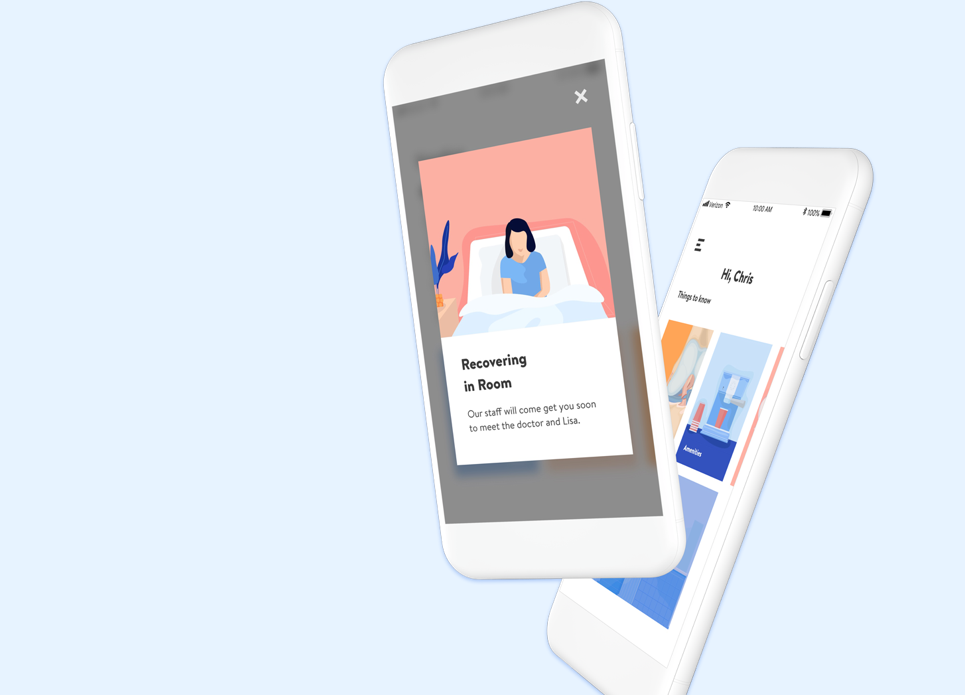 Recovering
in Room
Our staff will come get you soon
to meet the doctor and Lisa.
Verizon
10:00 AM
100%
Hi, Chris
Things to know
Amenities